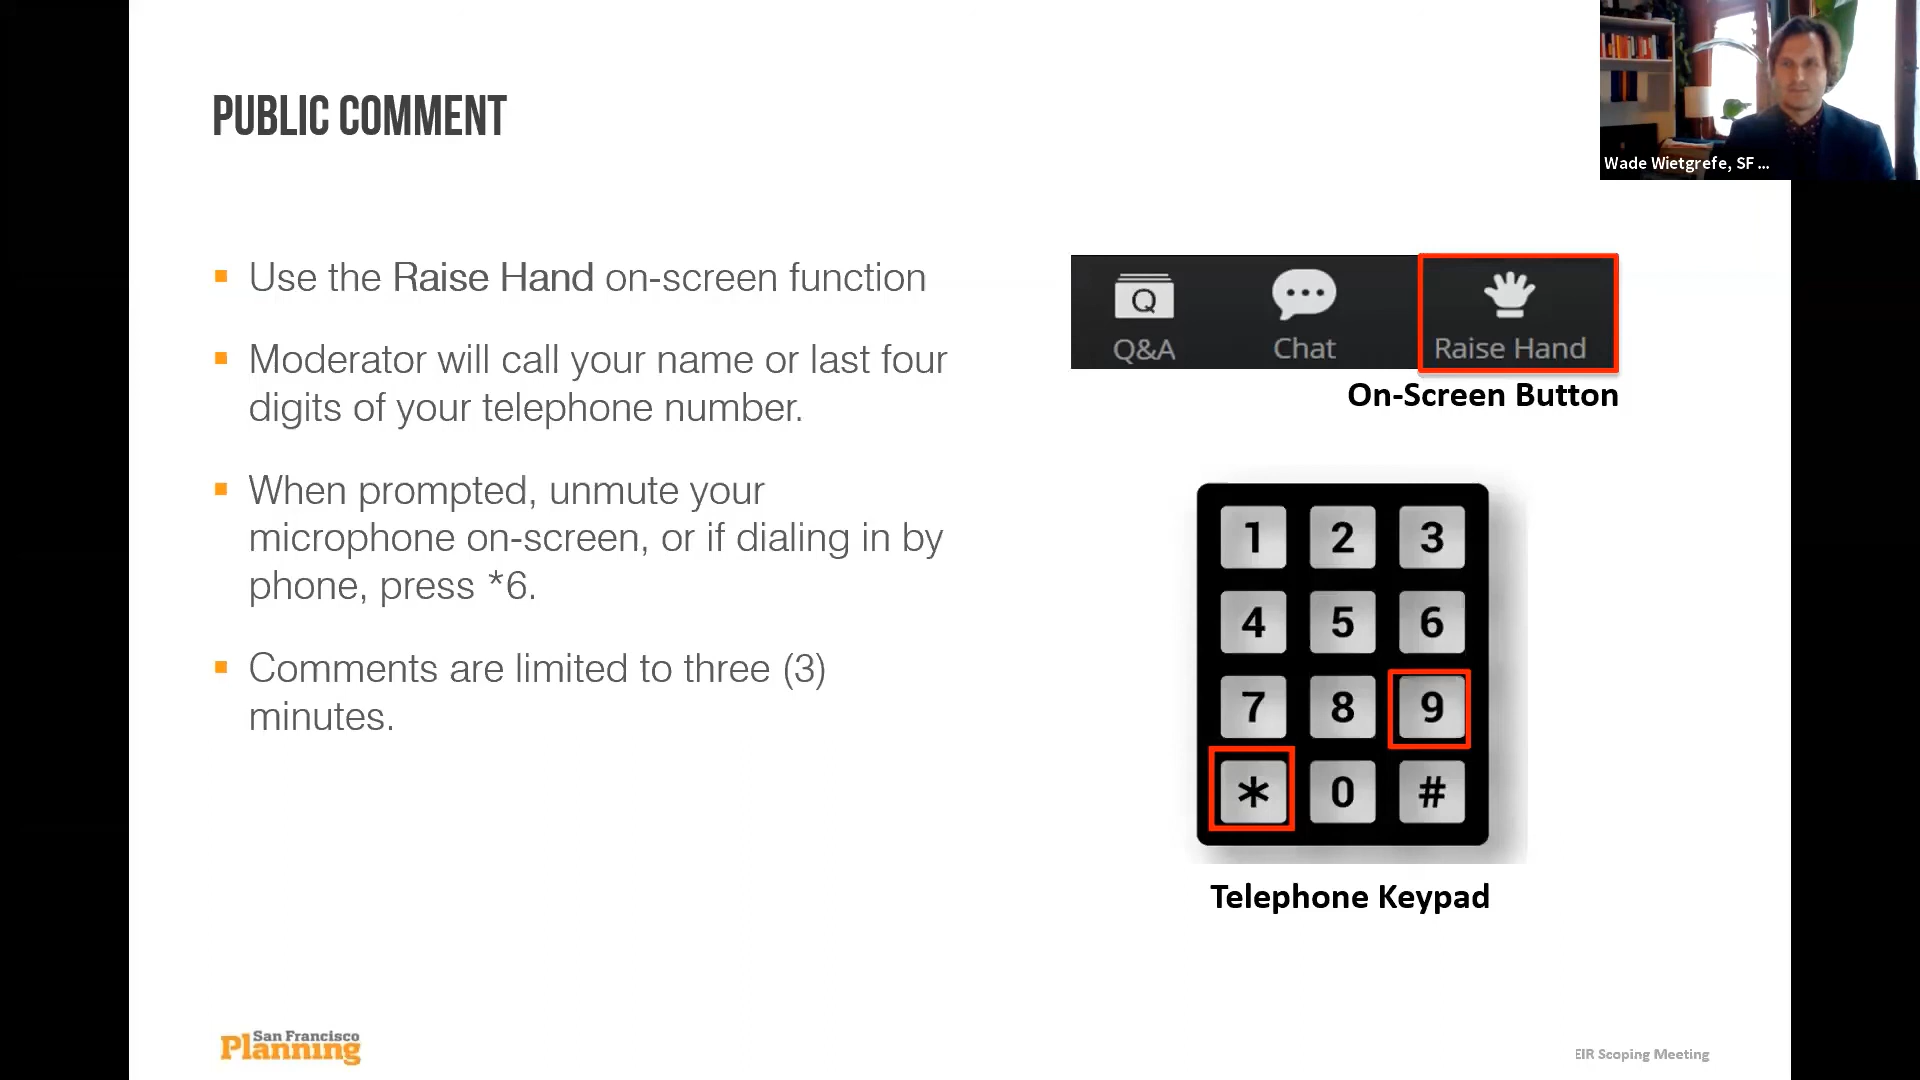 PUBLIC COMMENT
Wade Wietgrefe, SF ...
Use the Raise Hand on-screen function
Moderator will call your name or last four
digits of your telephone number.
When prompted, unmute your
microphone on-screen, or if dialing in by
phone, press *6.
Comments are limited to three (3)
minutes.
Q
Q&A
Chat
Raise Hand
On-Screen Button
1 2 3
4 5 6
7 8 9
* 0 #
Telephone Keypad
San Francisco
Planning
EIR Scoping Meeting